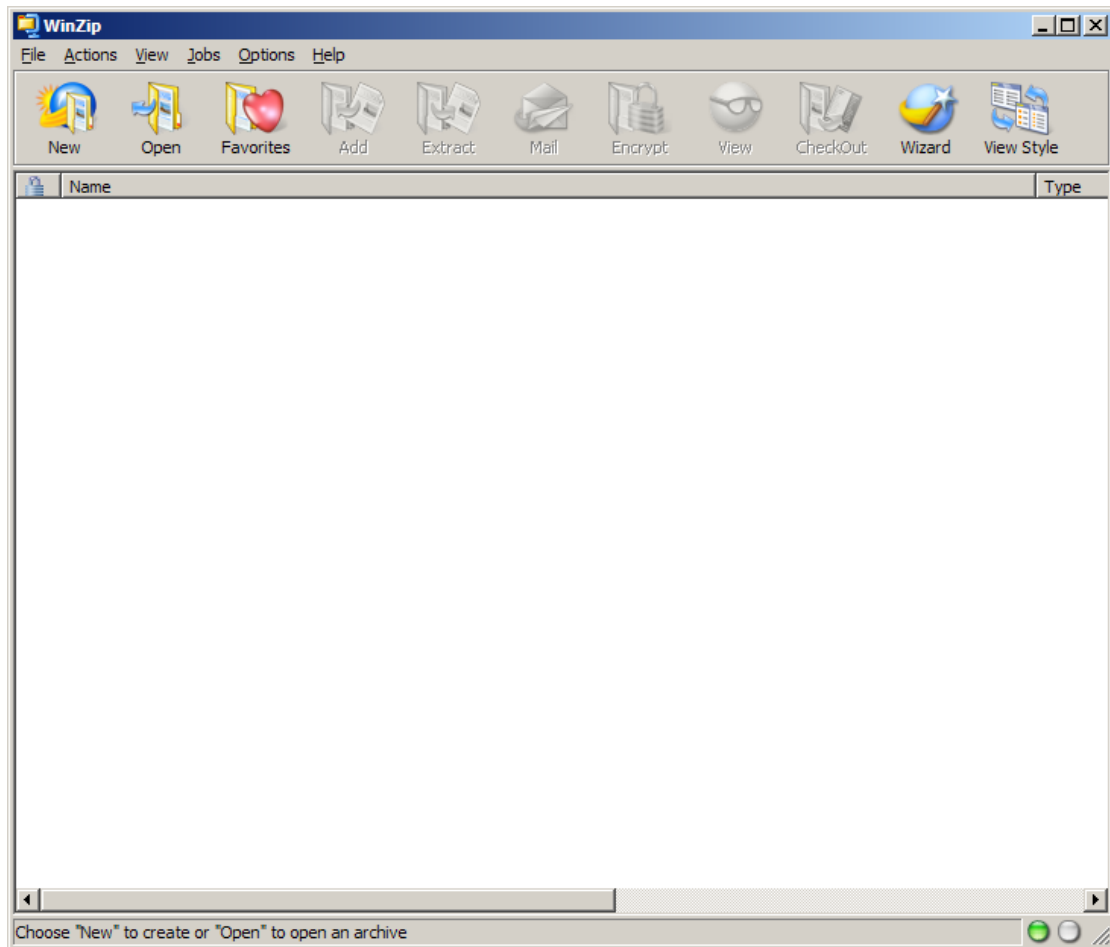 WinZip
File Actions View Jobs Options Help
New Open Favorites Add Extract Mail Encrypt View CheckOut Wizard View Style
Name Type
Choose "New" to create or "Open" to open an archive